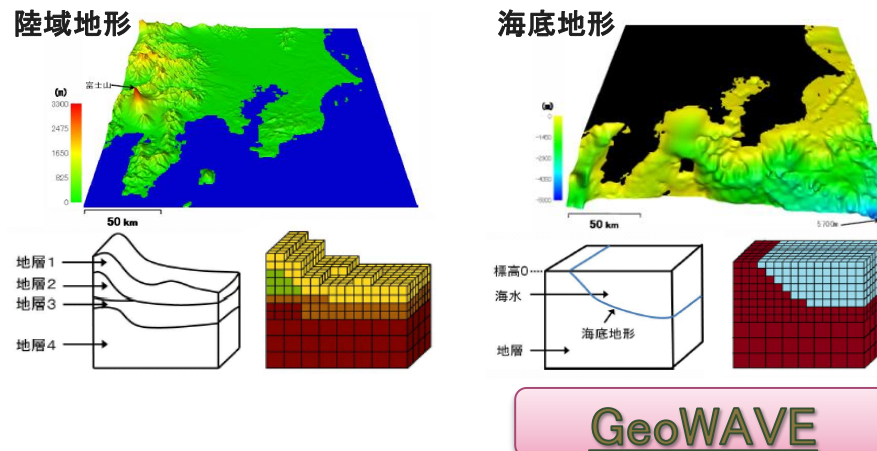 陸域地形
富士山
(m)
3300
2475
1650
825
0
50 km
地層1
地層2
地層3
地層4
海底地形
(m)
0
-1450
-2900
-4350
50 km
5700m
標高0
海水
海底地形
地層
GeoWAVE